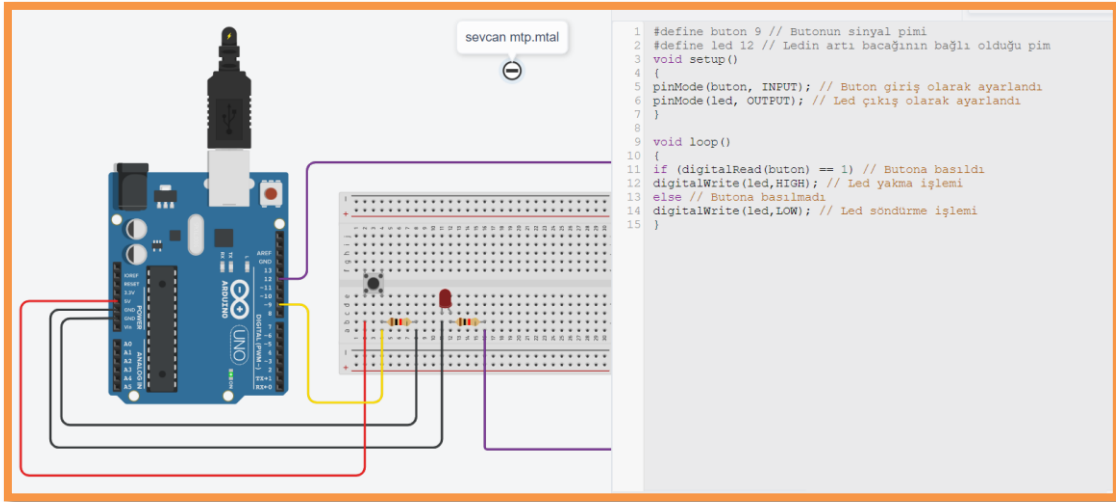 sevcan mtp.mtal
1 #define buton 9 // Butonun sinyal pimi
2 #define led 12 // Ledin artı bacağının bağlı olduğu pim
3 void setup()
4 {
5 pinMode(buton, INPUT); // Buton giriş olarak ayarlandı
6 pinMode(led, OUTPUT); // Led çıkış olarak ayarlandı
7 }
8
9 void loop()
10 {
11 if (digitalRead(buton) == 1) // Butona basıldı
12 digitalWrite(led,HIGH); // Led yakma işlemi
13 else // Butona basılmadı
14 digitalWrite(led,LOW); // Led söndürme işlemi
15 }
AREF
GND
13
12
~11
~10
~9
8
7
~6
~5
4
~3
2
TX→1
RX←0
DIGITAL (PWM~)
L
TX
RX
ARDUINO
UNO
ON
IOREF
RESET
3.3V
5V
GND
GND
Vin
POWER
A0
A1
A2
A3
A4
A5
ANALOG IN